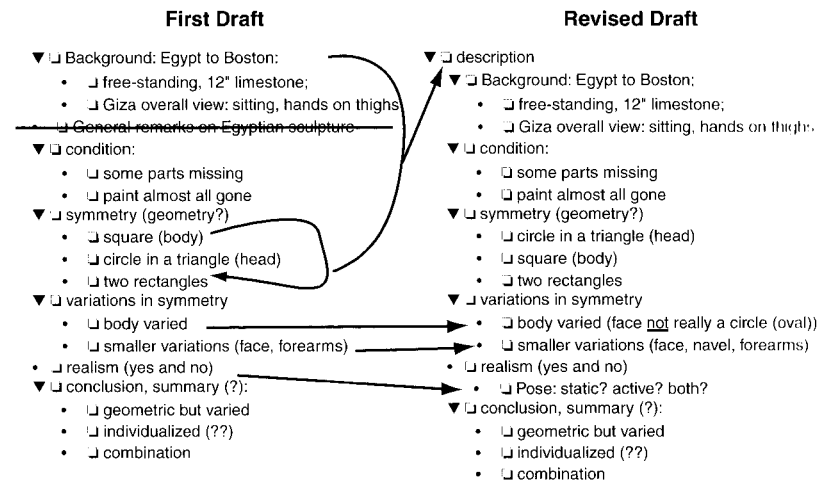 First Draft
Background: Egypt to Boston:
free-standing, 12" limestone;
Giza overall view: sitting, hands on thighs
General remarks on Egyptian sculpture
condition:
some parts missing
paint almost all gone
symmetry (geometry?)
square (body)
circle in a triangle (head)
two rectangles
variations in symmetry
body varied
smaller variations (face, forearms)
realism (yes and no)
conclusion, summary (?):
geometric but varied
individualized (??)
combination
Revised Draft
description
Background: Egypt to Boston:
free-standing, 12" limestone;
Giza overall view: sitting, hands on thighs
condition:
some parts missing
paint almost all gone
symmetry (geometry?)
circle in a triangle (head)
square (body)
two rectangles
variations in symmetry
body varied (face not really a circle (oval))
smaller variations (face, navel, forearms)
realism (yes and no)
Pose: static? active? both?
conclusion, summary (?):
geometric but varied
individualized (??)
combination